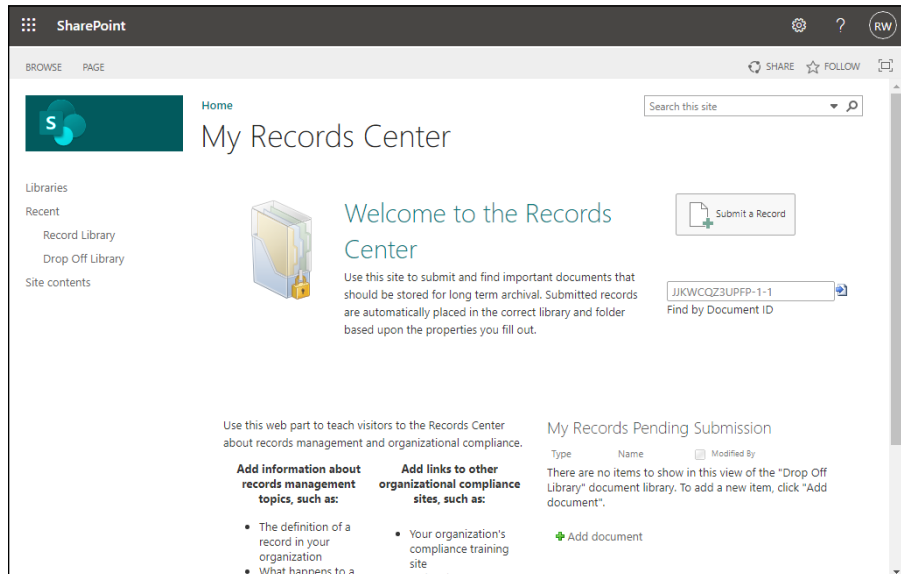 SharePoint
RW
BROWSE PAGE
SHARE FOLLOW
S
Home
Search this site
My Records Center
Libraries
Recent
Record Library
Drop Off Library
Site contents
Welcome to the Records
Center
Use this site to submit and find important documents that
should be stored for long term archival. Submitted records
are automatically placed in the correct library and folder
based upon the properties you fill out.
Submit a Record
JJKWCQZ3UPFP-1-1
Find by Document ID
Use this web part to teach visitors to the Records Center
about records management and organizational compliance.
Add information about
records management
topics, such as:
• The definition of a
record in your
organization
• What happens to a
Add links to other
organizational compliance
sites, such as:
• Your organization's
compliance training
site
My Records Pending Submission
Type Name Modified By
There are no items to show in this view of the "Drop Off
Library" document library. To add a new item, click "Add
document".
Add document